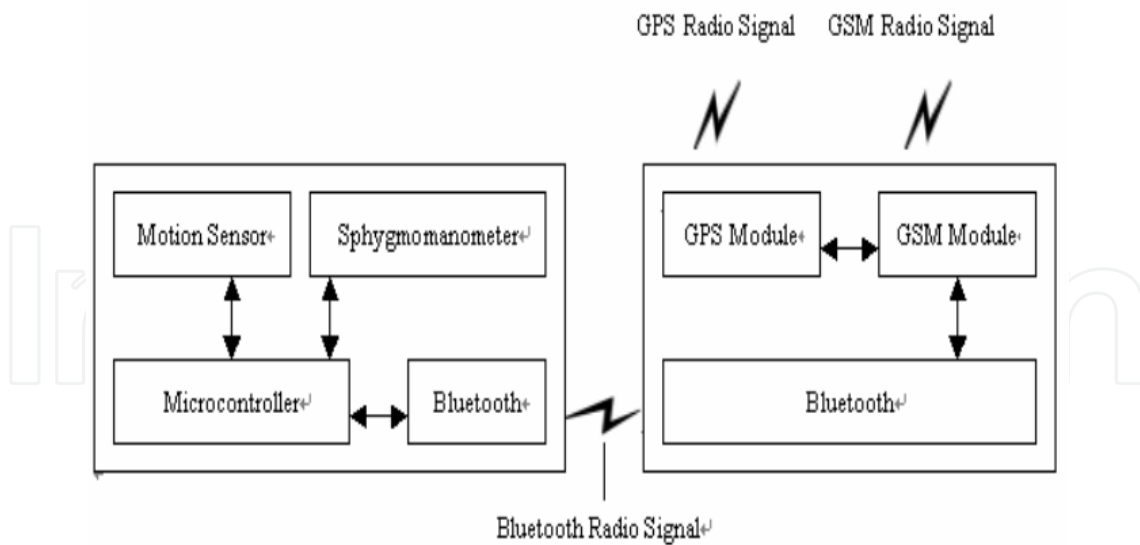 GPS Radio Signal
GSM Radio Signal
Motion Sensor
Sphygmomanometer
GPS Module
GSM Module
Microcontroller
Bluetooth
Bluetooth
Bluetooth Radio Signal